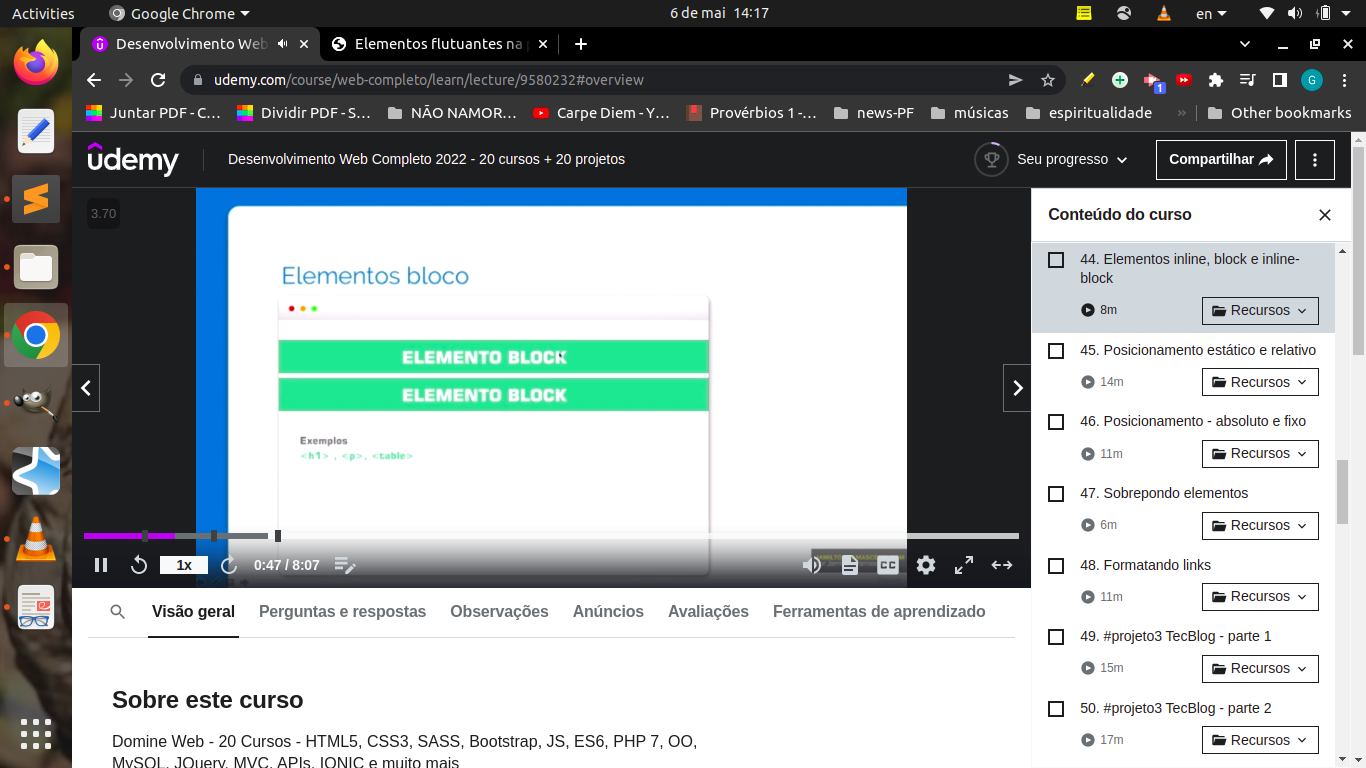 Activities
Google Chrome
6 de mai 14:17
en
Desenvolvimento Web
Elementos flutuantes na
udemy.com/course/web-completo/learn/lecture/9580232#overview
1
G
Juntar PDF - C…
Dividir PDF - S…
NÃO NAMOR…
Carpe Diem - Y…
Provérbios 1 -…
news-PF
músicas
espiritualidade
»
Other bookmarks
udemy
Desenvolvimento Web Completo 2022 - 20 cursos + 20 projetos
Seu progresso
Compartilhar
3.70
Elementos bloco
ELEMENTO BLOCK
ELEMENTO BLOCK
Exemplos
<h1> , <p>, <table>
1x
0:47 / 8:07
CC
Visão geral
Perguntas e respostas
Observações
Anúncios
Avaliações
Ferramentas de aprendizado
Sobre este curso
Domine Web - 20 Cursos - HTML5, CSS3, SASS, Bootstrap, JS, ES6, PHP 7, OO,
MySQL, JQuery, MVC, APIs, IONIC e muito mais
Conteúdo do curso
44. Elementos inline, block e inline-
block
8m
Recursos
45. Posicionamento estático e relativo
14m
Recursos
46. Posicionamento - absoluto e fixo
11m
Recursos
47. Sobrepondo elementos
6m
Recursos
48. Formatando links
11m
Recursos
49. #projeto3 TecBlog - parte 1
15m
Recursos
50. #projeto3 TecBlog - parte 2
17m
Recursos